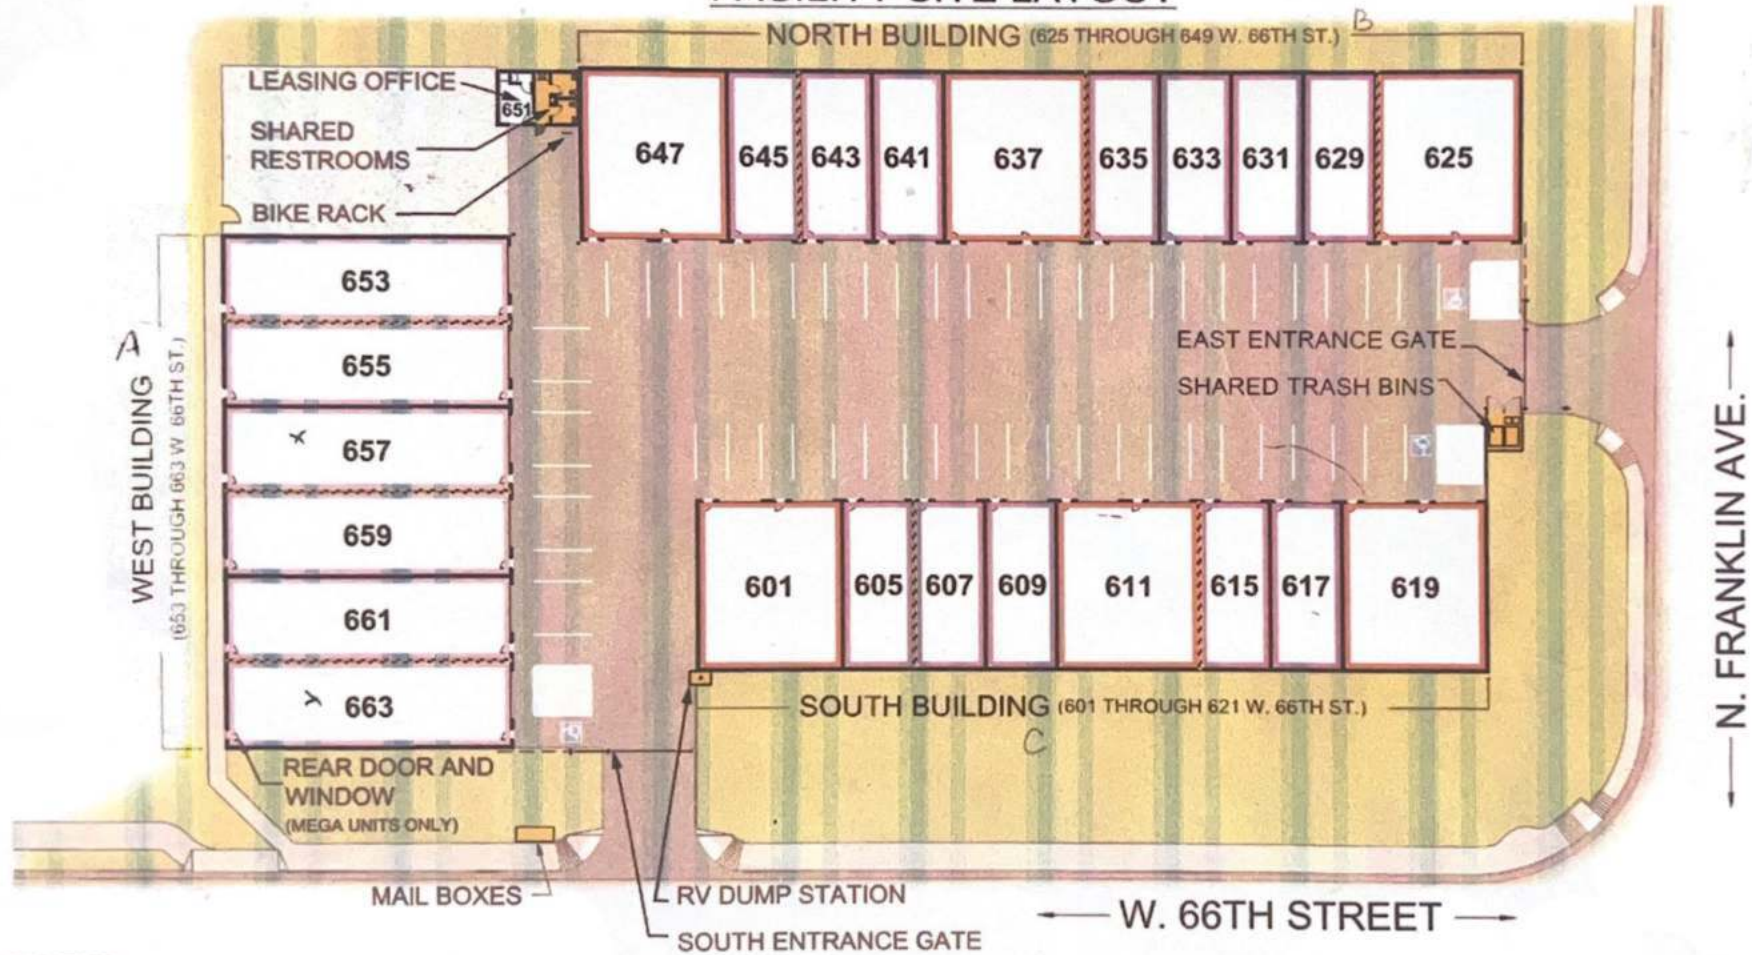 FACILITY SITE LAYOUT
NORTH BUILDING (625 THROUGH 649 W. 66TH ST.) B
LEASING OFFICE
651
SHARED
RESTROOMS
BIKE RACK
647 645 643 641 637 635 633 631 629 625
653
655
657 X
659
661
663 Y
A
WEST BUILDING
(653 THROUGH 663 W 66TH ST.)
EAST ENTRANCE GATE
SHARED TRASH BINS
601 605 607 609 611 615 617 619
SOUTH BUILDING (601 THROUGH 621 W. 66TH ST.)
C
REAR DOOR AND
WINDOW
(MEGA UNITS ONLY)
MAIL BOXES
RV DUMP STATION
SOUTH ENTRANCE GATE
W. 66TH STREET
N. FRANKLIN AVE.